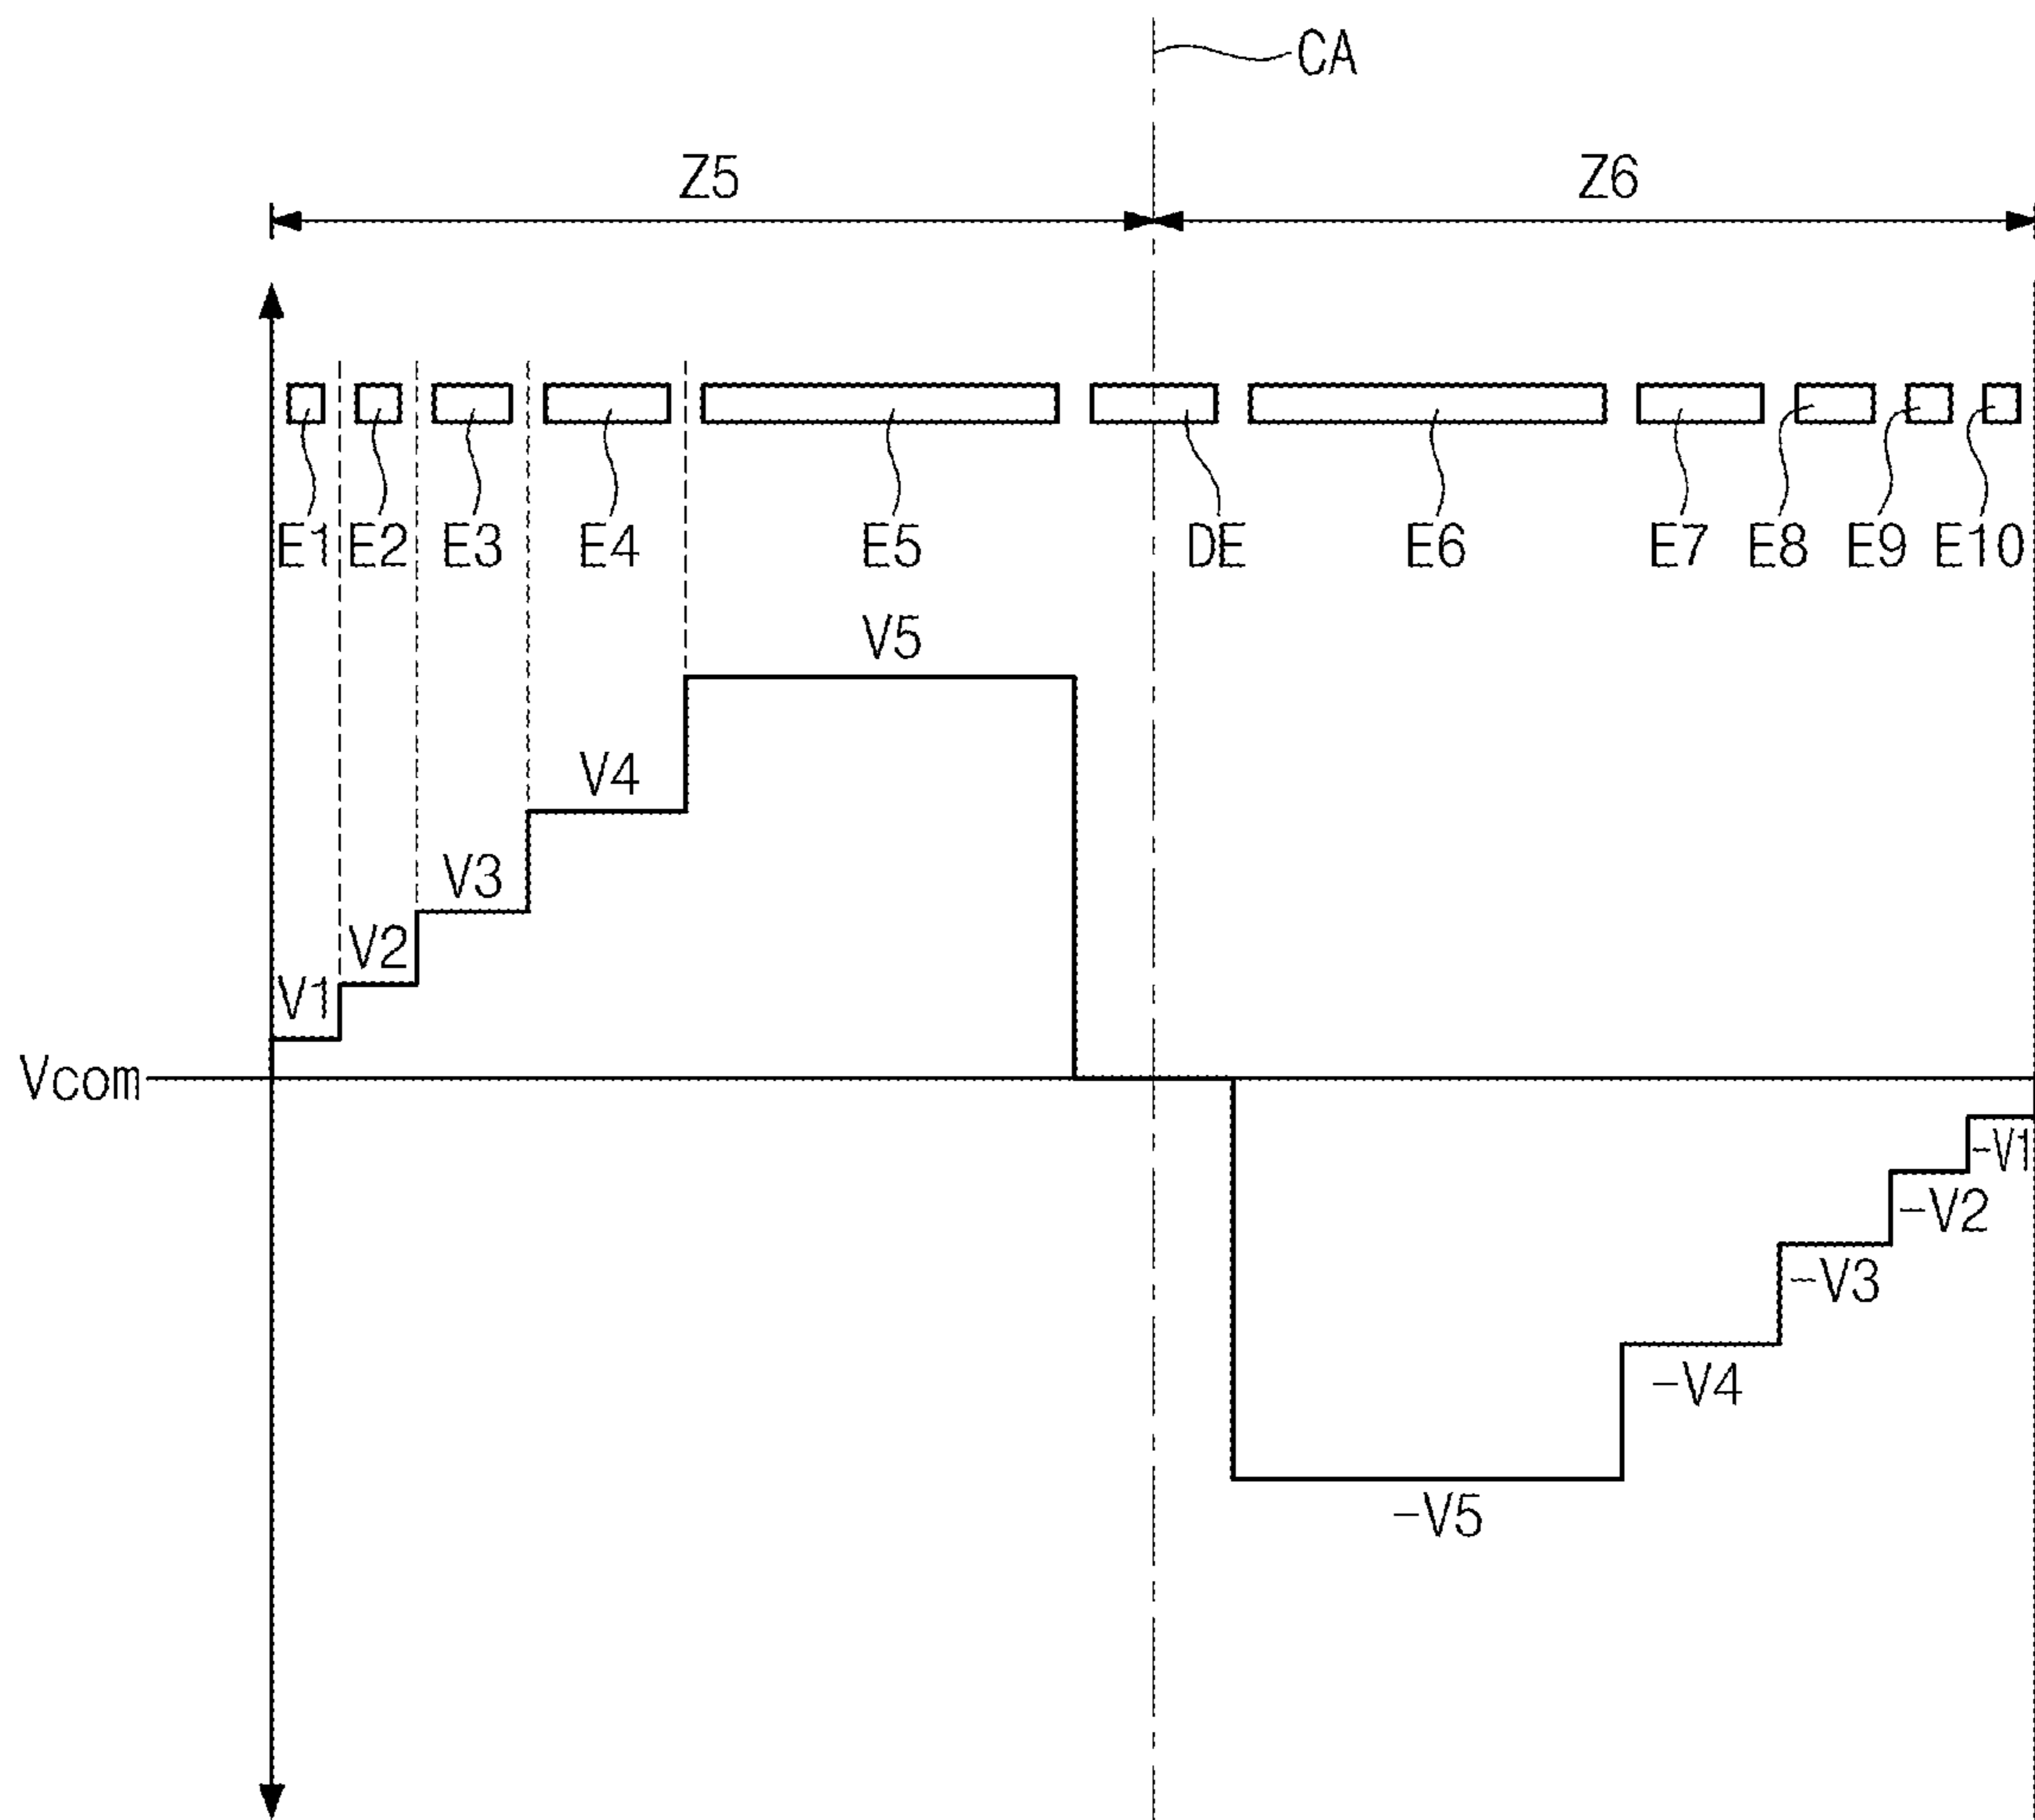 CA
Z5 Z6
E1 E2 E3 E4 E5 DE E6 E7 E8 E9 E10
V5
V4
V3
V2
V1
Vcom
-V1
-V2
-V3
-V4
-V5